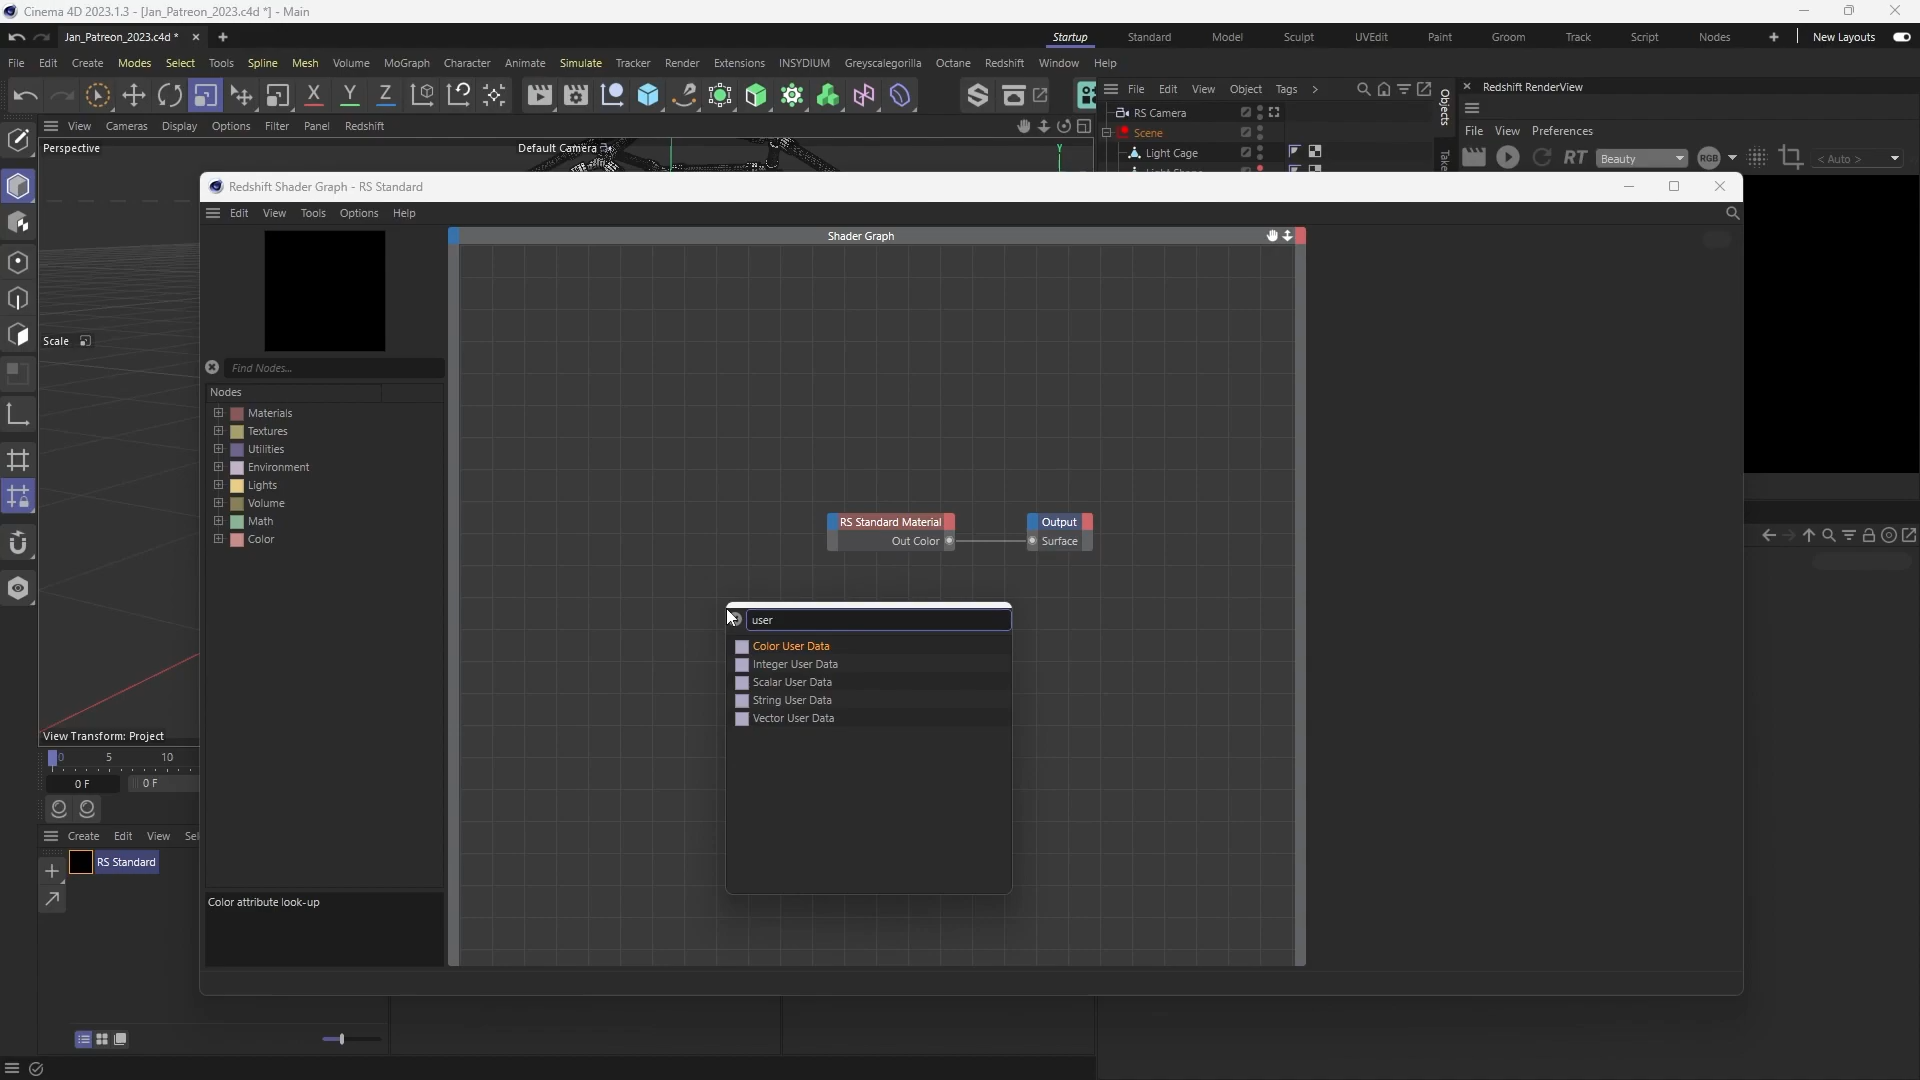 Cinema 4D 2023.1.3 - [Jan_Patreon_2023.c4d *] - Main
Jan_Patreon_2023.c4d *
Startup Standard Model Sculpt UVEdit Paint Groom Track Script Nodes New Layouts
File Edit Create Modes Select Tools Spline Mesh Volume MoGraph Character Animate Simulate Tracker Render Extensions INSYDIUM Greyscalegorilla Octane Redshift Window Help
X Y Z
File Edit View Object Tags
Objects
Redshift RenderView
View Cameras Display Options Filter Panel Redshift
RS Camera
File View Preferences
Perspective
Default Camera
Y
Scene
Light Cage
RT
Beauty
RGB
< Auto >
Redshift Shader Graph - RS Standard
Edit View Tools Options Help
Shader Graph
Scale
Find Nodes...
Nodes
Materials
Textures
Utilities
Environment
Lights
Volume
Math
Color
RS Standard Material
Out Color
Output
Surface
user
Color User Data
Integer User Data
Scalar User Data
String User Data
Vector User Data
View Transform: Project
0 5 10
0 F 0 F
Create Edit View
RS Standard
Color attribute look-up